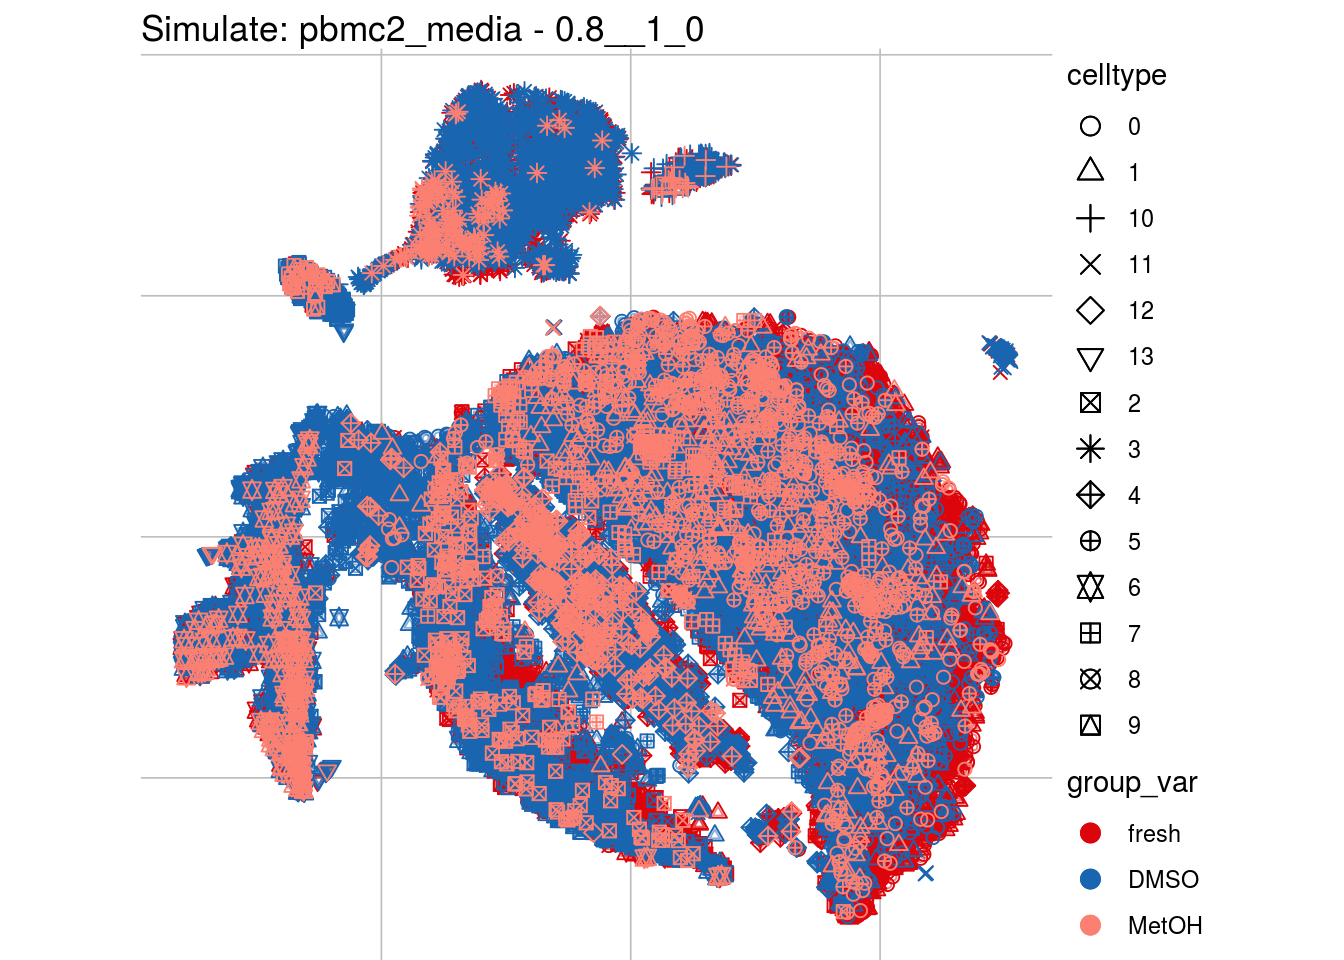 Simulate: pbmc2_media - 0.8__1_0
celltype
0
1
10
11
12
13
2
3
4
5
6
7
8
9
group_var
fresh
DMSO
MetOH